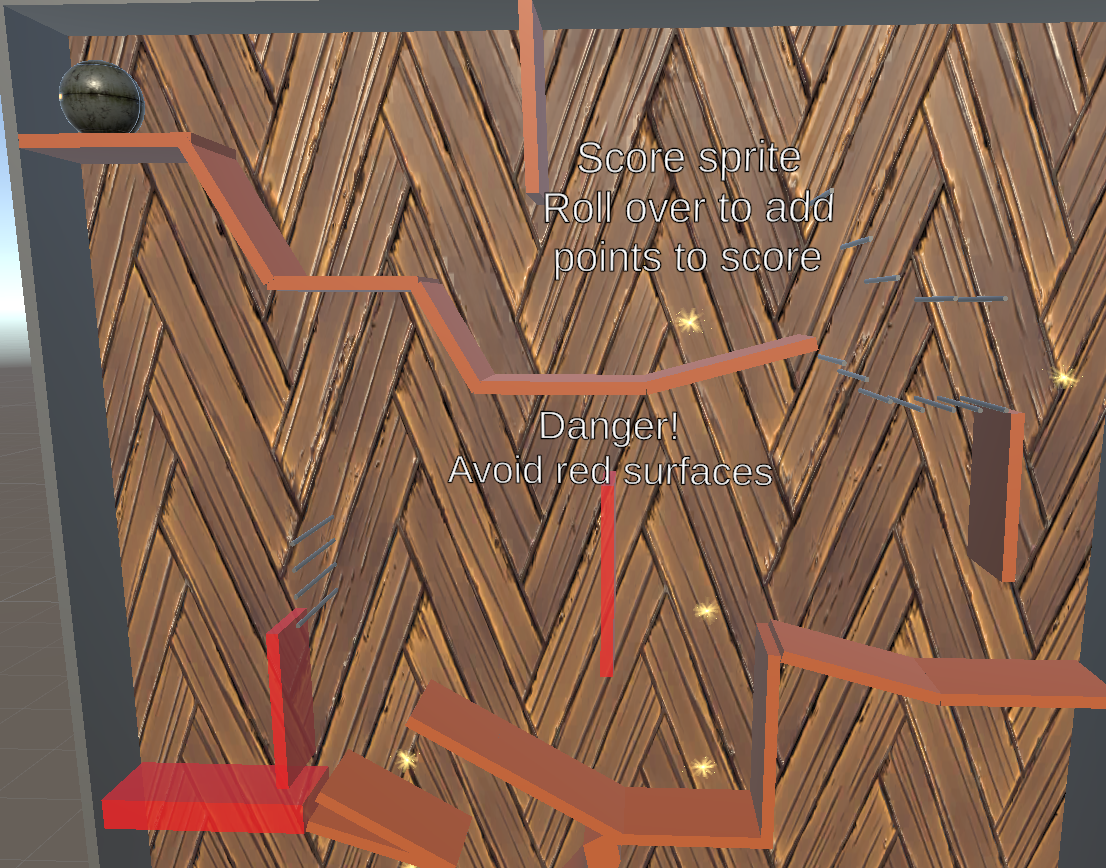 Score sprite
Roll over to add
points to score
Danger!
Avoid red surfaces